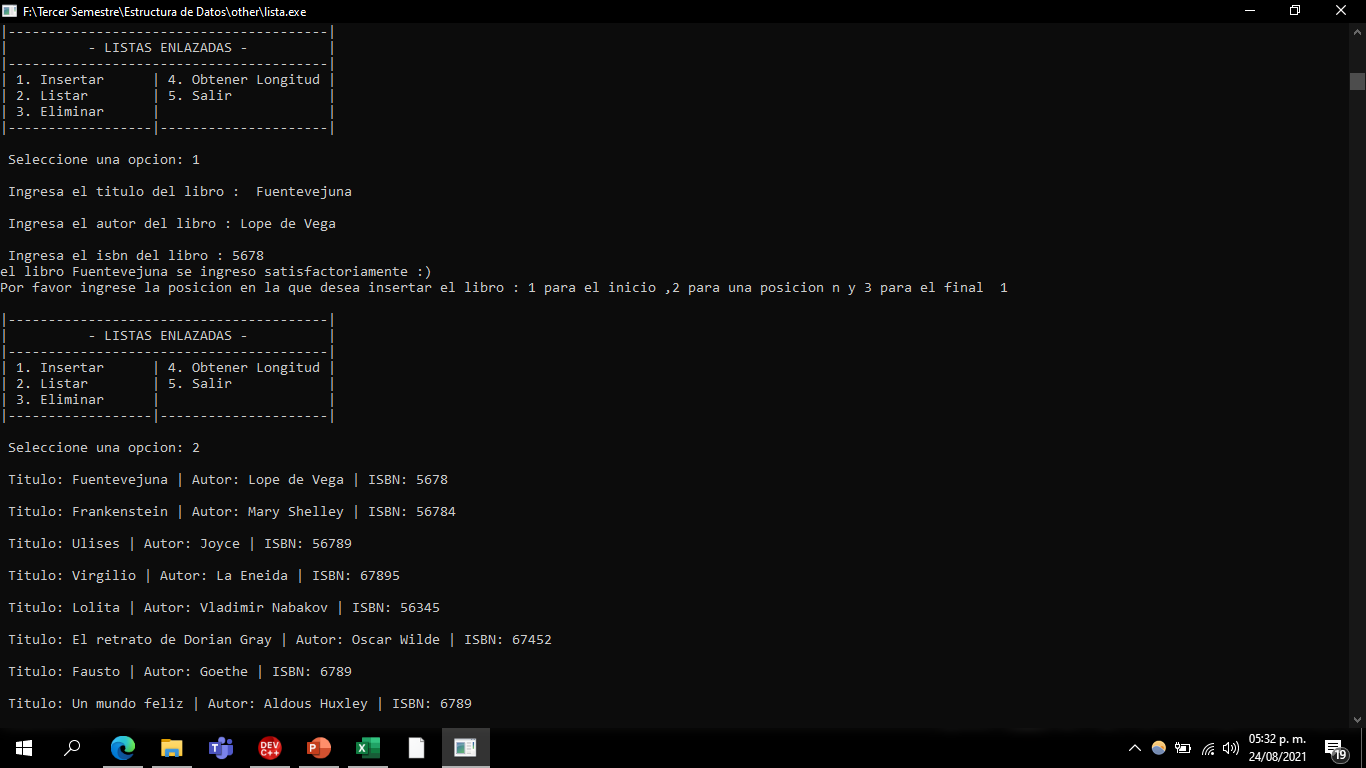 F:\Tercer Semestre\Estructura de Datos\other\lista.exe
|----------------------------------------|
|          - LISTAS ENLAZADAS -          |
|----------------------------------------|
| 1. Insertar      | 4. Obtener Longitud |
| 2. Listar        | 5. Salir            |
| 3. Eliminar      |                     |
|------------------|---------------------|
Seleccione una opcion: 1
Ingresa el titulo del libro :  Fuentevejuna
Ingresa el autor del libro : Lope de Vega
Ingresa el isbn del libro : 5678
el libro Fuentevejuna se ingreso satisfactoriamente :)
Por favor ingrese la posicion en la que desea insertar el libro : 1 para el inicio ,2 para una posicion n y 3 para el final  1
|----------------------------------------|
|          - LISTAS ENLAZADAS -          |
|----------------------------------------|
| 1. Insertar      | 4. Obtener Longitud |
| 2. Listar        | 5. Salir            |
| 3. Eliminar      |                     |
|------------------|---------------------|
Seleccione una opcion: 2
Titulo: Fuentevejuna | Autor: Lope de Vega | ISBN: 5678
Titulo: Frankenstein | Autor: Mary Shelley | ISBN: 56784
Titulo: Ulises | Autor: Joyce | ISBN: 56789
Titulo: Virgilio | Autor: La Eneida | ISBN: 67895
Titulo: Lolita | Autor: Vladimir Nabakov | ISBN: 56345
Titulo: El retrato de Dorian Gray | Autor: Oscar Wilde | ISBN: 67452
Titulo: Fausto | Autor: Goethe | ISBN: 6789
Titulo: Un mundo feliz | Autor: Aldous Huxley | ISBN: 6789
DEV
C++
05:32 p. m.
24/08/2021
19